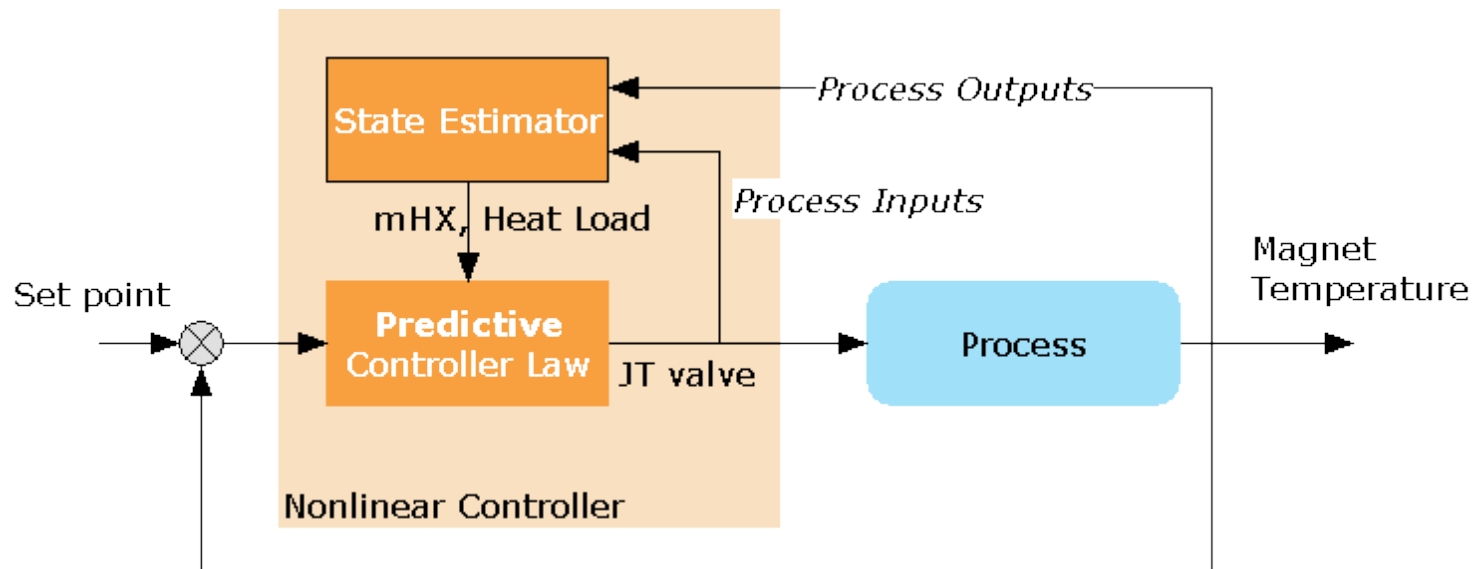 State Estimator
Process Outputs
Process Inputs
mHX, Heat Load
Magnet
Temperature
Set point
Predictive
Controller Law
JT valve
Process
Nonlinear Controller